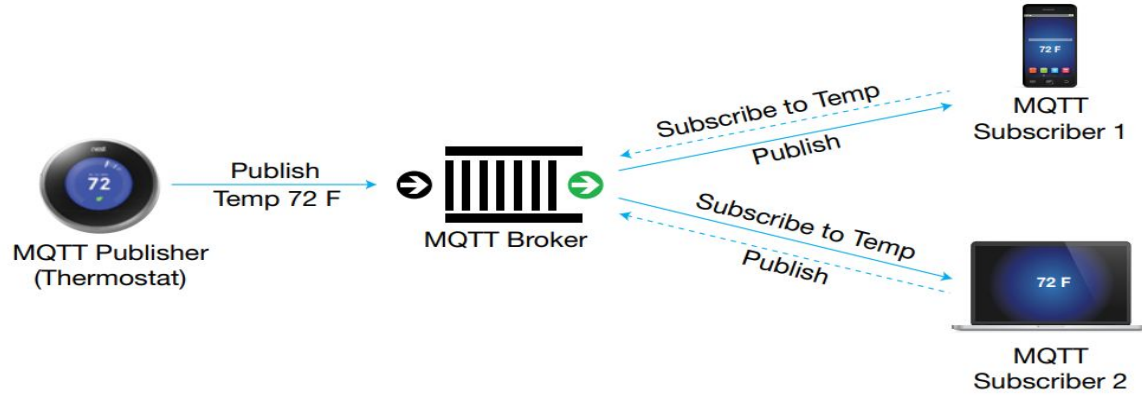 nest
72
MQTT Publisher
(Thermostat)
Publish
Temp 72 F
MQTT Broker
Subscribe to Temp
Publish
72 F
MQTT
Subscriber 1
Subscribe to Temp
Publish
72 F
MQTT
Subscriber 2